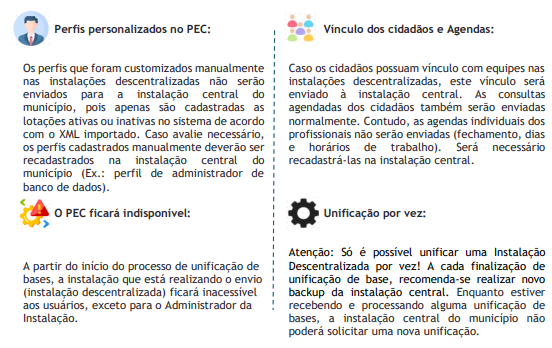 Perfis personalizados no PEC:
Os perfis que foram customizados manualmente
nas instalações descentralizadas não serão
enviados para a instalação central do
município, pois apenas são cadastradas as
lotações ativas ou inativas no sistema de acordo
com o XML importado. Caso avalie necessário,
os perfis cadastrados manualmente deverão ser
recadastrados na instalação central do
município (Ex.: perfil de administrador de
banco de dados).
Vínculo dos cidadãos e Agendas:
Caso os cidadãos possuam vínculo com equipes nas
instalações descentralizadas, este vínculo será
enviado à instalação central. As consultas
agendadas dos cidadãos também serão enviadas
normalmente. Contudo, as agendas individuais dos
profissionais não serão enviadas (fechamento, dias
e horários de trabalho). Será necessário
recadastrá-las na instalação central.
O PEC ficará indisponível:
A partir do início do processo de unificação de
bases, a instalação que está realizando o envio
(instalação descentralizada) ficará inacessível
aos usuários, exceto para o Administrador da
Instalação.
Unificação por vez:
Atenção: Só é possível unificar uma Instalação
Descentralizada por vez! A cada finalização de
unificação de base, recomenda-se realizar novo
backup da instalação central. Enquanto estiver
recebendo e processando alguma unificação de
bases, a instalação central do município não
poderá solicitar uma nova unificação.